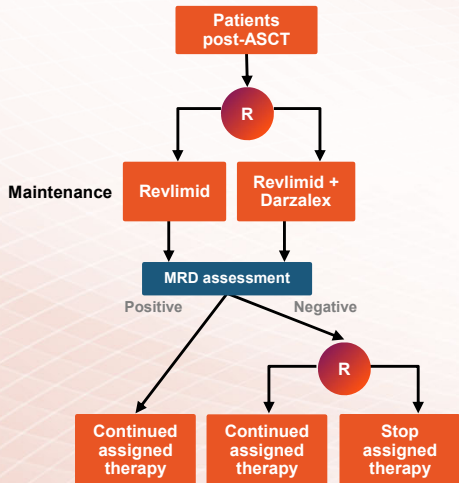 Patients
post-ASCT
R
Maintenance
Revlimid
Revlimid +
Darzalex
MRD assessment
Positive
Negative
R
Continued
assigned
therapy
Continued
assigned
therapy
Stop
assigned
therapy